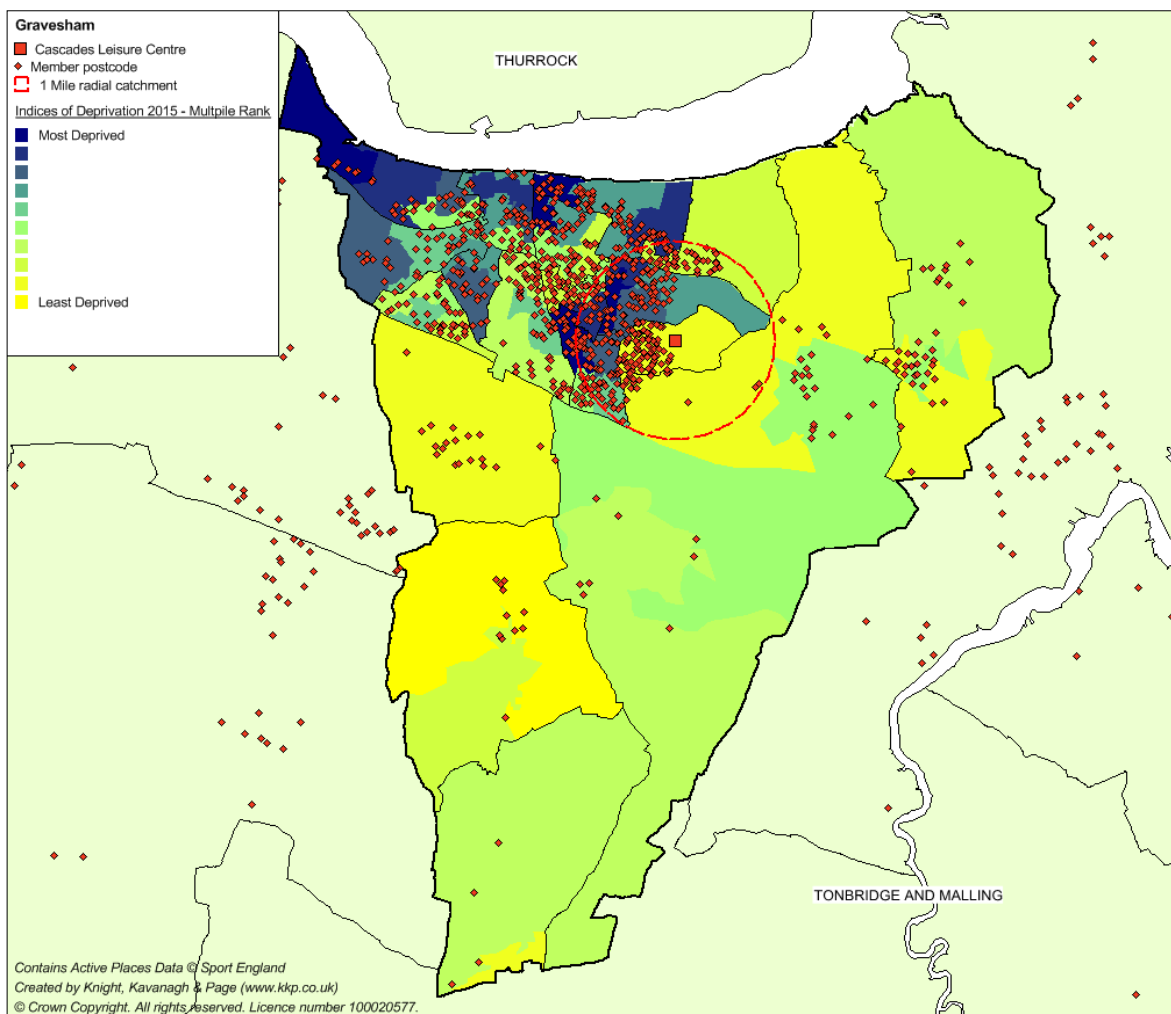 Gravesham
Cascades Leisure Centre
Member postcode
1 Mile radial catchment
Indices of Deprivation 2015 - Multpile Rank
Most Deprived
Least Deprived
THURROCK
TONBRIDGE AND MALLING
Contains Active Places Data © Sport England
Created by Knight, Kavanagh & Page (www.kkp.co.uk)
© Crown Copyright. All rights reserved. Licence number 100020577.